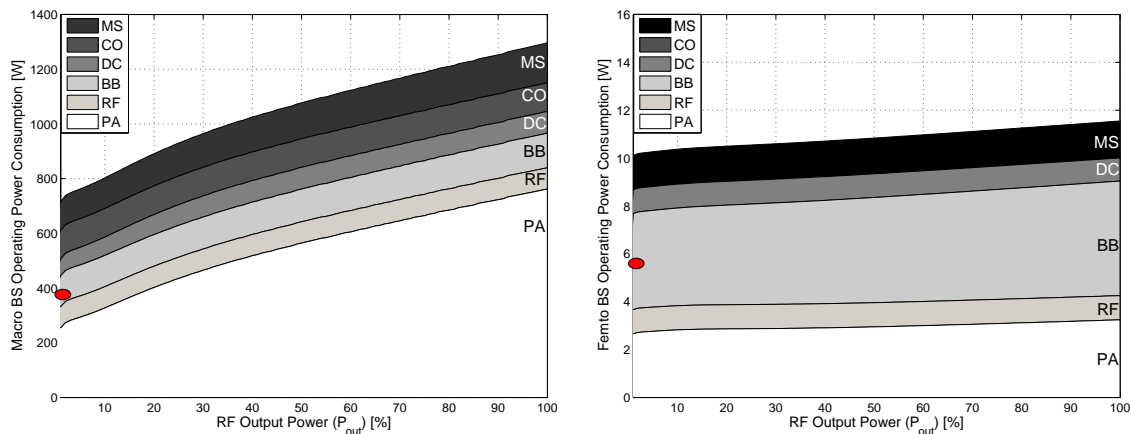 Macro BS Operating Power Consumption [W]
1400
1200
1000
800
600
400
200
0
MS
CO
DC
BB
RF
PA
MS
CO
DC
BB
RF
PA
10 20 30 40 50 60 70 80 90 100
RF Output Power (Pout) [%]
Femto BS Operating Power Consumption [W]
16
14
12
10
8
6
4
2
0
MS
CO
DC
BB
RF
PA
MS
DC
BB
RF
PA
10 20 30 40 50 60 70 80 90 100
RF Output Power (Pout) [%]